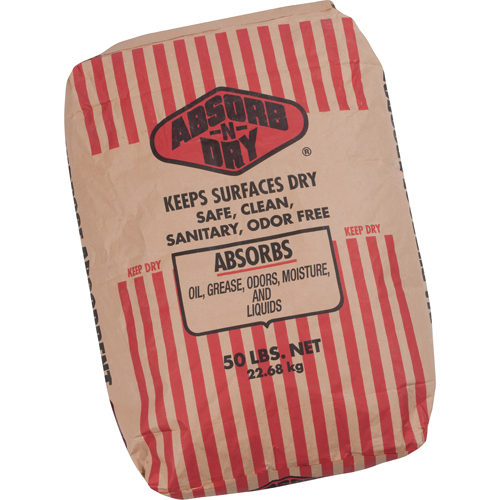 ABSORB
-N-
DRY
®
KEEPS SURFACES DRY
SAFE, CLEAN,
SANITARY, ODOR FREE
KEEP DRY
KEEP DRY
ABSORBS
OIL, GREASE, ODORS, MOISTURE,
AND
LIQUIDS
50 LBS. NET
22.68 kg